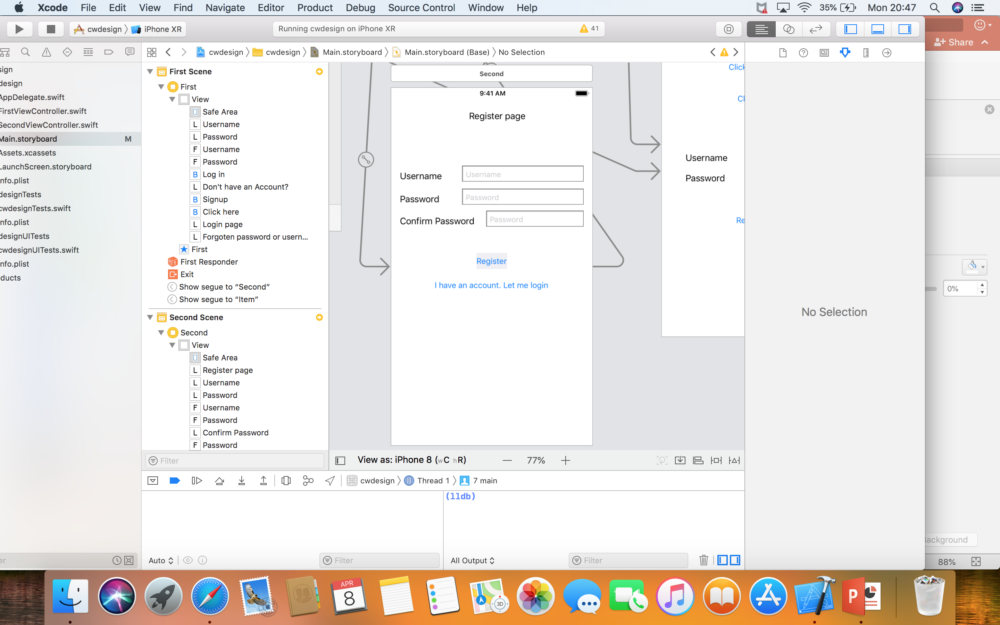 Xcode File Edit View Find Navigate Editor Product Debug Source Control Window Help 35% Mon 20:47
cwdesign iPhone XR Running cwdesign on iPhone XR 41
Share
cwdesign cwdesign Main.storyboard Main.storyboard (Base) No Selection
sign
design
AppDelegate.swift
FirstViewController.swift
SecondViewController.swift
Main.storyboard M
Assets.xcassets
LaunchScreen.storyboard
nfo.plist
designTests
cwdesignTests.swift
nfo.plist
designUITests
cwdesignUITests.swift
nfo.plist
ducts
er
First Scene
First
View
Safe Area
L Username
L Password
F Username
F Password
B Log in
L Don't have an Account?
B Signup
B Click here
L Login page
L Forgoten password or usern...
First
First Responder
Exit
Show segue to “Second”
Show segue to “Item”
Second Scene
Second
View
Safe Area
L Register page
L Username
L Password
F Username
F Password
L Confirm Password
F Password
Filter
Second
9:41 AM
Register page
Username Username
Password Password
Confirm Password Password
Register
I have an account. Let me login
Click
Cl
Username
Password
Re
View as: iPhone 8 (wC hR) 77%
No Selection
0%
cwdesign Thread 1 7 main
(lldb)
Auto Filter All Output Filter
Background
88%
APR
8
3D
P